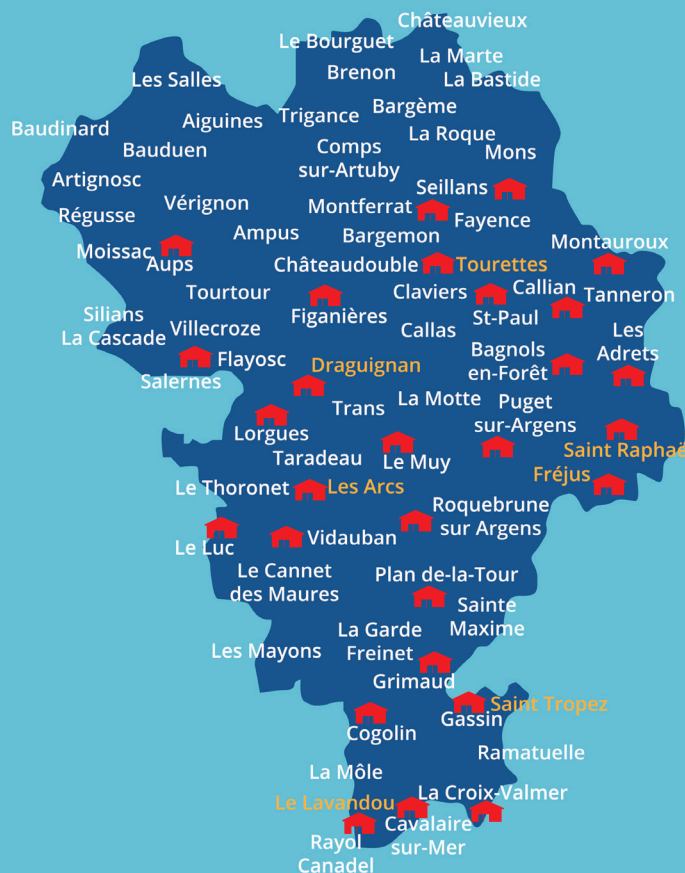 Châteauvieux
Le Bourguet
La Marte
Brenon
La Bastide
Les Salles
Bargème
Trigance
Aiguines
Baudinard
La Roque
Comps
sur-Artuby
Bauduen
Mons
Artignosc
Seillans
Vérignon
Montferrat
Régusse
Fayence
Ampus
Bargemon
Montauroux
Moissac
Aups
Châteaudouble
Tourettes
Tourtour
Claviers
Callian
Tanneron
Silians
La Cascade
Figanières
St-Paul
Villecroze
Callas
Les
Adrets
Flayosc
Bagnols
en-Forêt
Draguignan
Salernes
La Motte
Puget
sur-Argens
Trans
Lorgues
Saint Raphaë
Taradeau
Le Muy
Fréjus
Le Thoronet
Les Arcs
Roquebrune
sur Argens
Vidauban
Le Luc
Le Cannet
des Maures
Plan de-la-Tour
Sainte
Maxime
La Garde
Freinet
Les Mayons
Grimaud
Saint Tropez
Gassin
Cogolin
Ramatuelle
La Môle
La Croix-Valmer
Le Lavandou
Cavalaire
sur-Mer
Rayol
Canadel